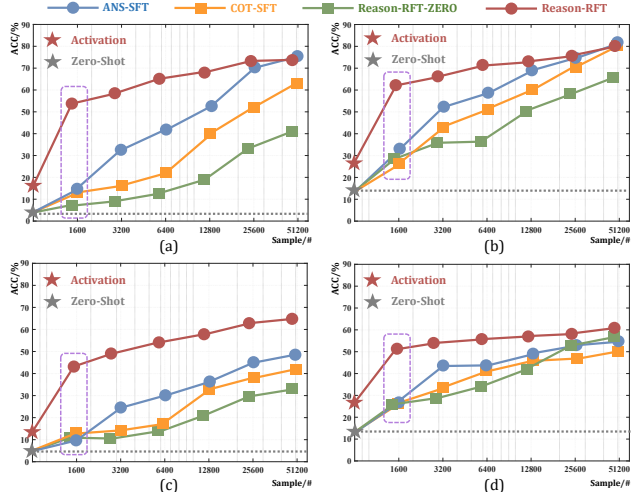 ANS-SFT COT-SFT Reason-RFT-ZERO Reason-RFT
ACC/%
90
80
70
60
50
40
30
20
10
0
Activation
Zero-Shot
1600 3200 6400 12800 25600 51200
Sample/#
(a)
ACC/%
90
80
70
60
50
40
30
20
10
0
Activation
Zero-Shot
1600 3200 6400 12800 25600 51200
Sample/#
(b)
ACC/%
90
80
70
60
50
40
30
20
10
0
Activation
Zero-Shot
1600 3200 6400 12800 25600 51200
Sample/#
(c)
ACC/%
90
80
70
60
50
40
30
20
10
0
Activation
Zero-Shot
1600 3200 6400 12800 25600 51200
Sample/#
(d)